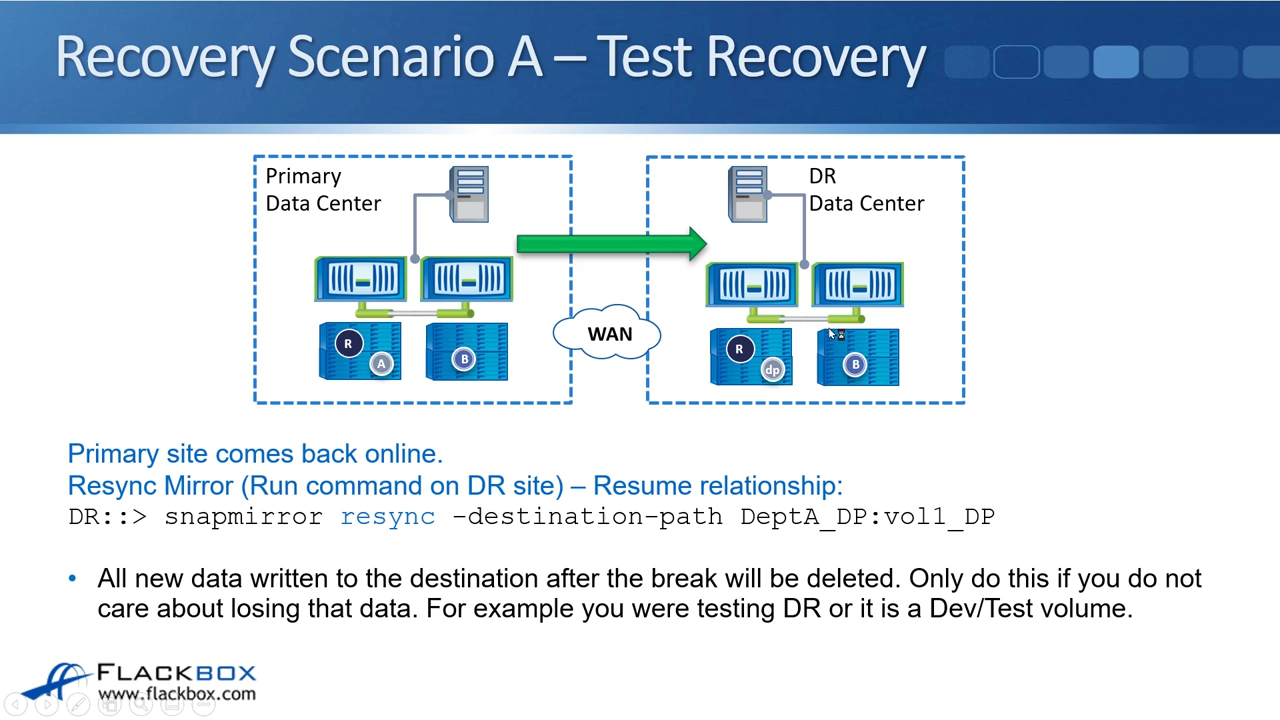 Recovery Scenario A – Test Recovery
Primary
Data Center
DR
Data Center
WAN
R
A
B
R
dp
B
Primary site comes back online.
Resync Mirror (Run command on DR site) – Resume relationship:
DR::> snapmirror resync -destination-path DeptA_DP:vol1_DP
• All new data written to the destination after the break will be deleted. Only do this if you do not
care about losing that data. For example you were testing DR or it is a Dev/Test volume.
FLACKBOX
www.flackbox.com